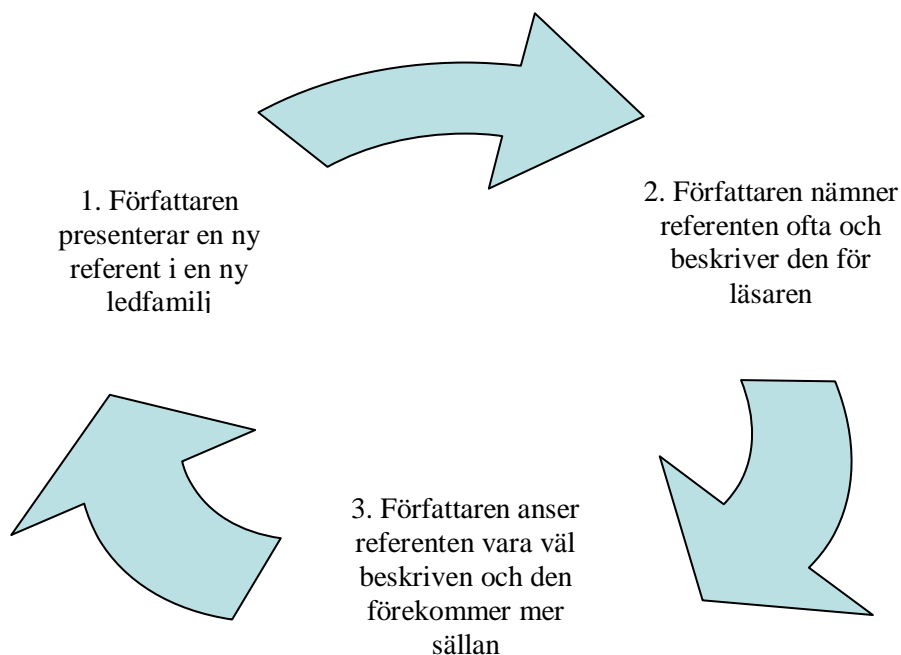 1. Författaren
presenterar en ny
referent i en ny
ledfamilj
2. Författaren nämner
referenten ofta och
beskriver den för
läsaren
3. Författaren anser
referenten vara väl
beskriven och den
förekommer mer
sällan